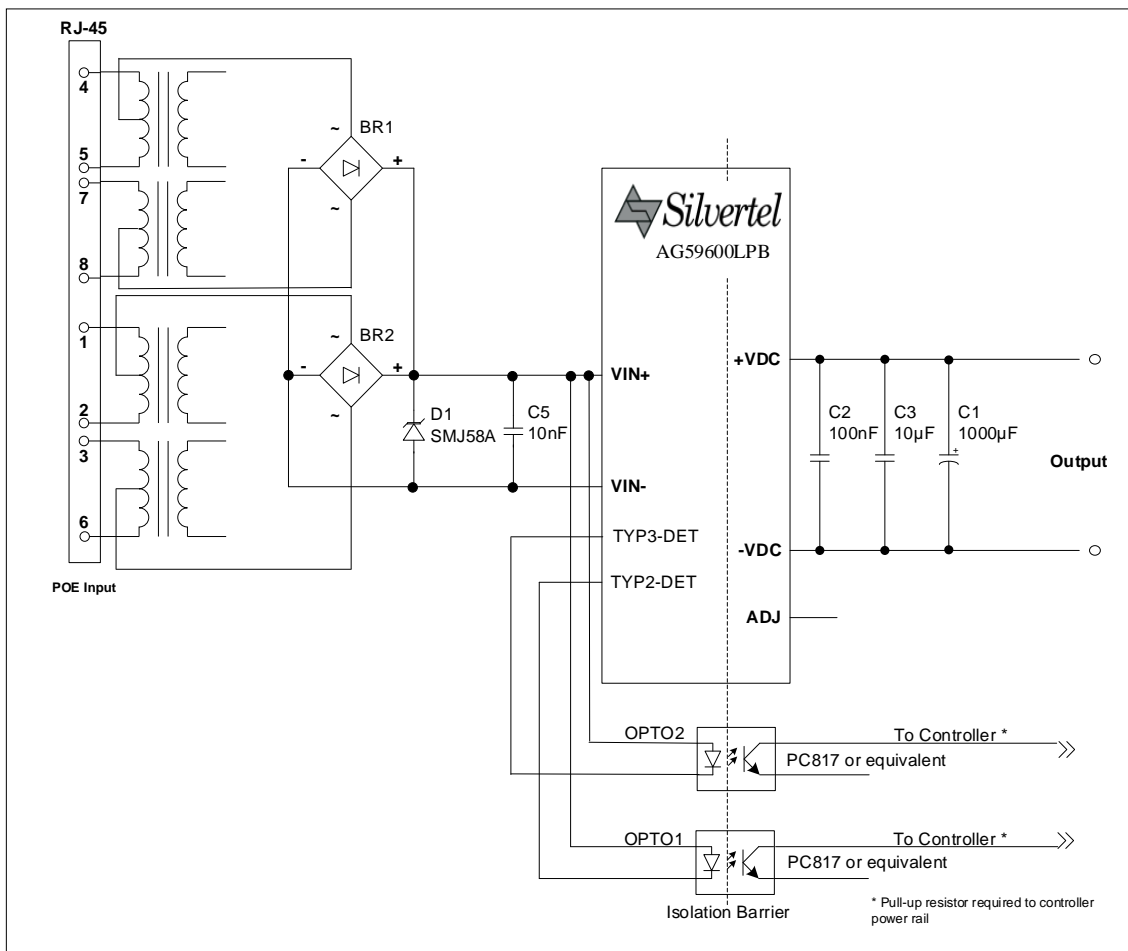 RJ-45
4
5
7
8
1
2
3
6
POE Input
~
BR1
-
+
~
~
BR2
-
+
~
D1
SMJ58A
C5
10nF
Silvertel
AG59600LPB
VIN+
VIN-
TYP3-DET
TYP2-DET
+VDC
-VDC
ADJ
C2
100nF
C3
10µF
C1
1000µF
+
Output
OPTO2
To Controller *
PC817 or equivalent
OPTO1
To Controller *
PC817 or equivalent
Isolation Barrier
* Pull-up resistor required to controller
power rail